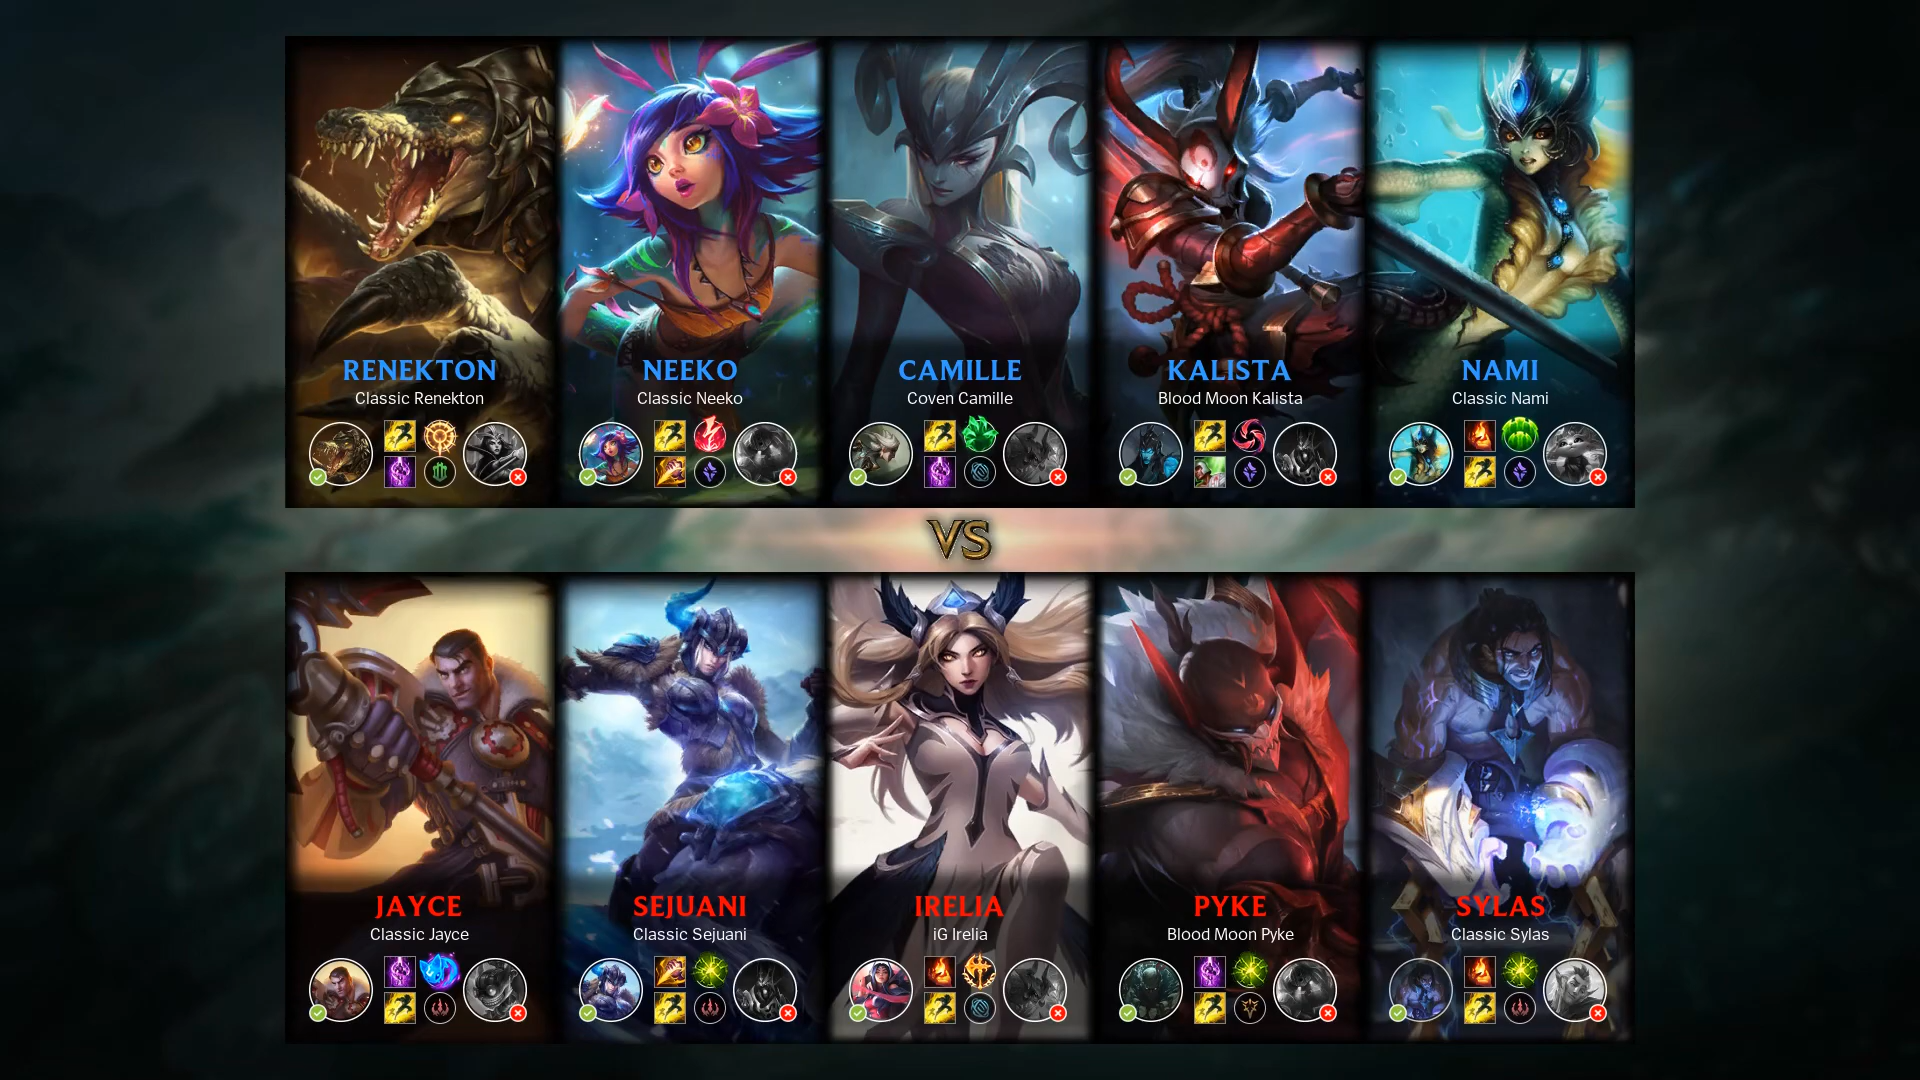 RENEKTON
Classic Renekton
NEEKO
Classic Neeko
CAMILLE
Coven Camille
KALISTA
Blood Moon Kalista
NAMI
Classic Nami
VS
JAYCE
Classic Jayce
SEJUANI
Classic Sejuani
IRELIA
iG Irelia
PYKE
Blood Moon Pyke
SYLAS
Classic Sylas